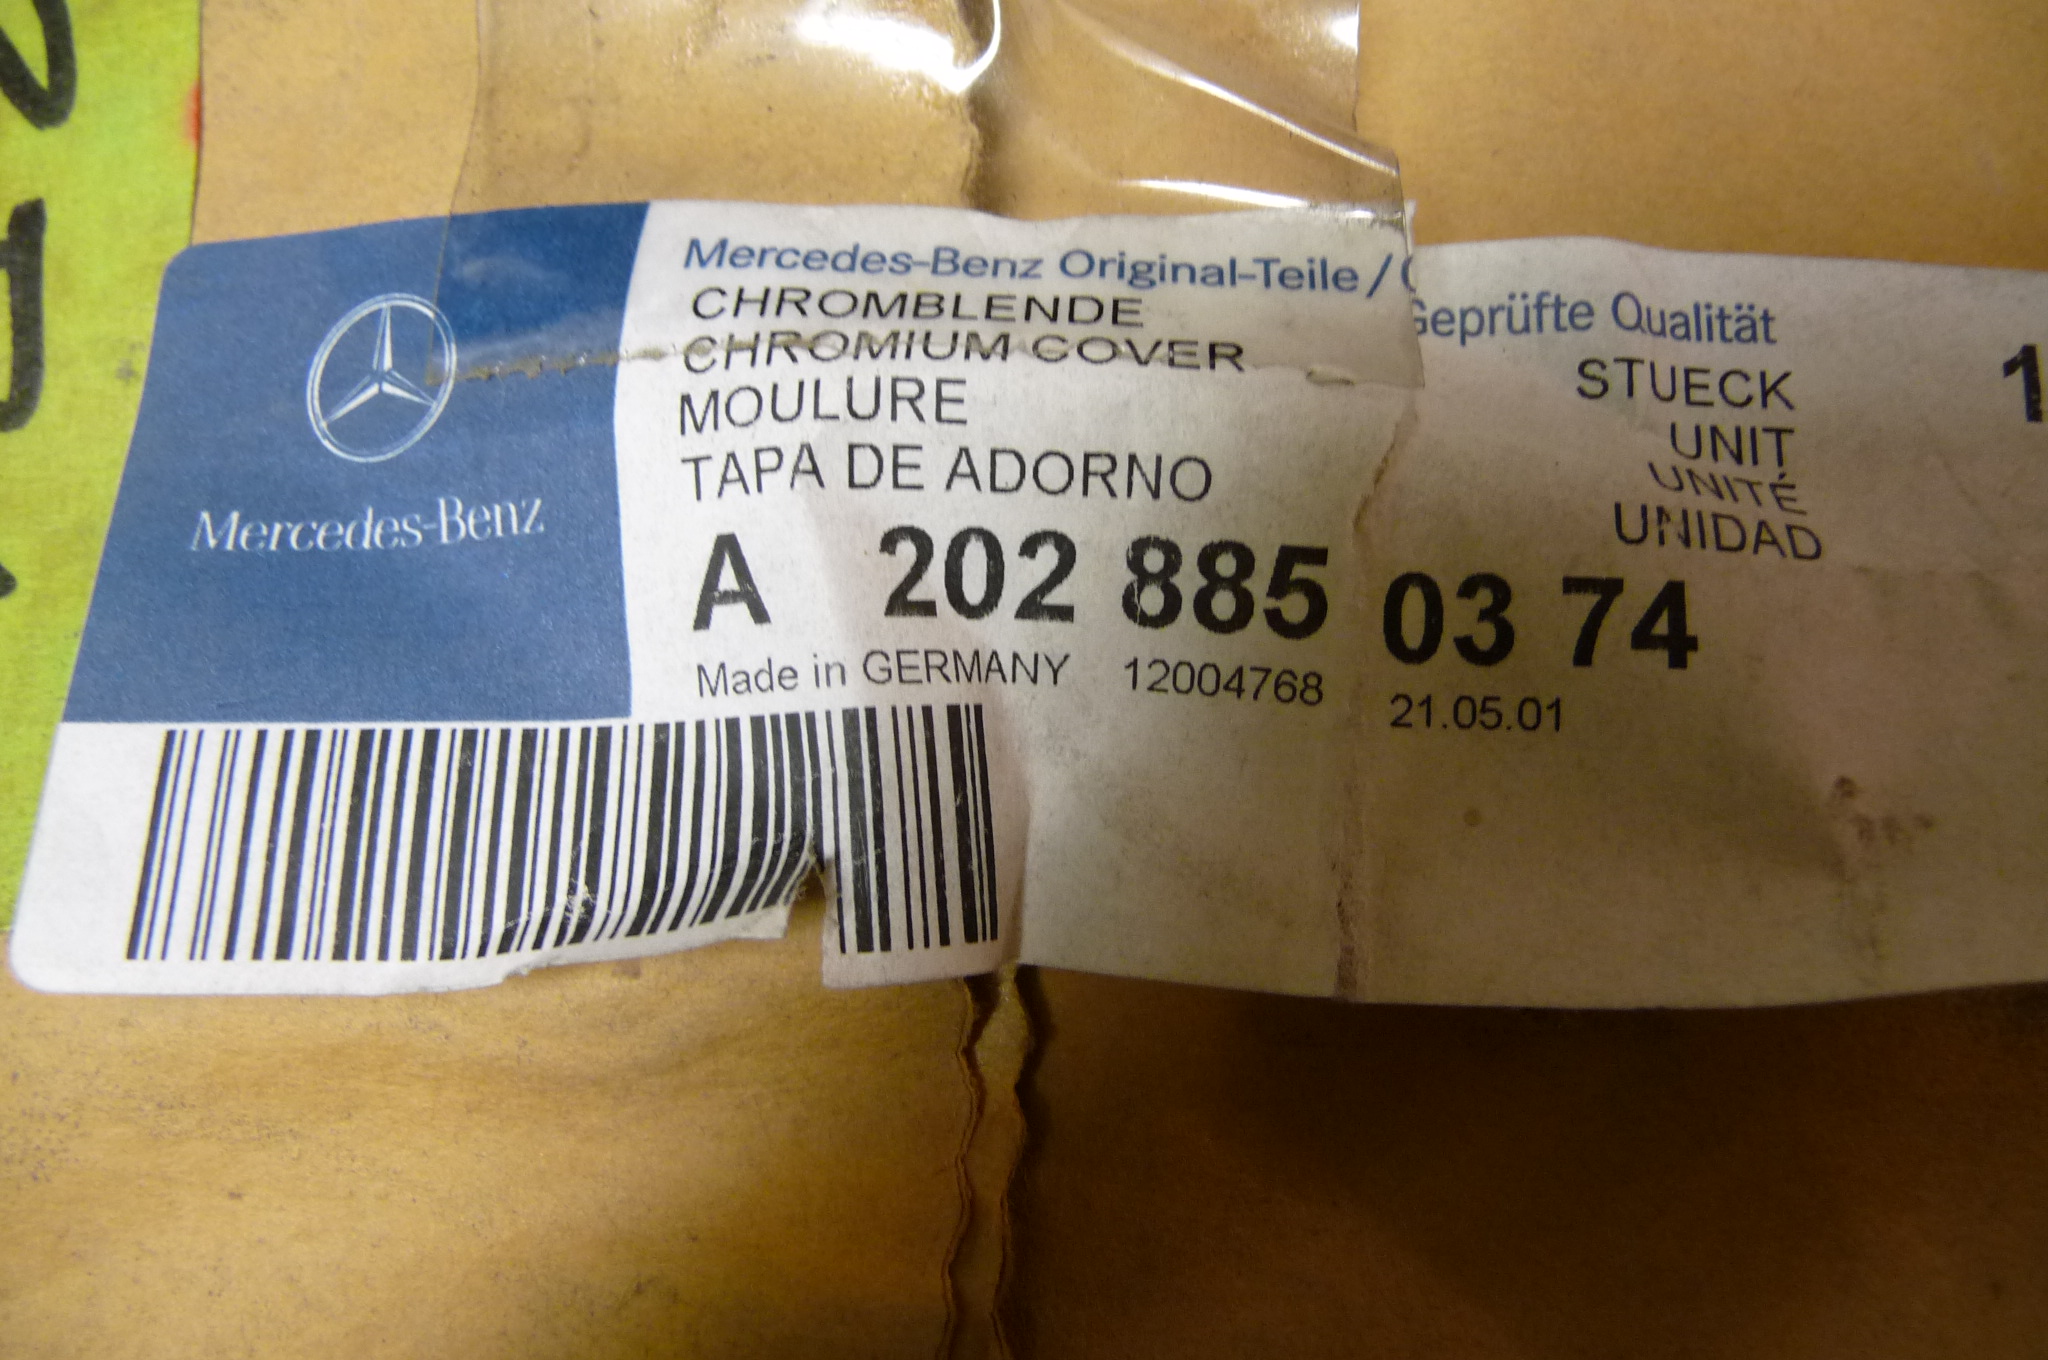 Mercedes-Benz
Mercedes-Benz Original-Teile /
Geprüfte Qualität
CHROMBLENDE
CHROMIUM COVER
MOULURE
TAPA DE ADORNO
STUECK
UNIT
UNITÉ
UNIDAD
1
A 202 885 03 74
Made in GERMANY 12004768 21.05.01